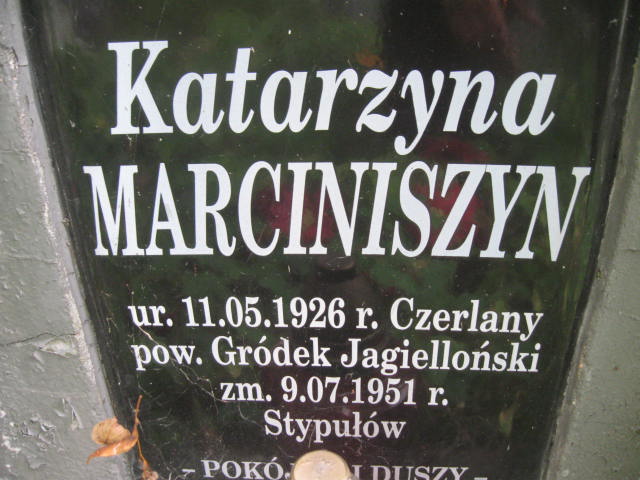 Katarzyna
MARCINISZYN
ur. 11.05.1926 r. Czerlany
pow. Gródek Jagielloński
zm. 9.07.1951 r.
Stypułów
– DUSZY –